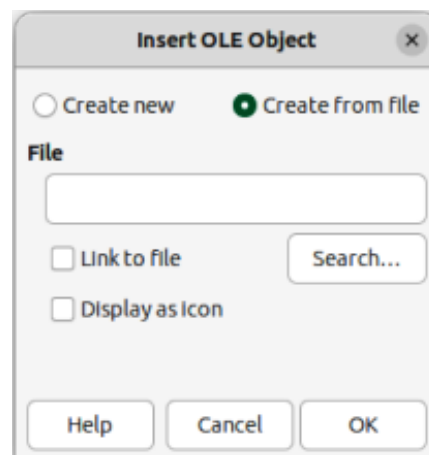 Insert OLE Object
Create new Create from file
File
Link to file Search...
Display as icon
Help Cancel OK